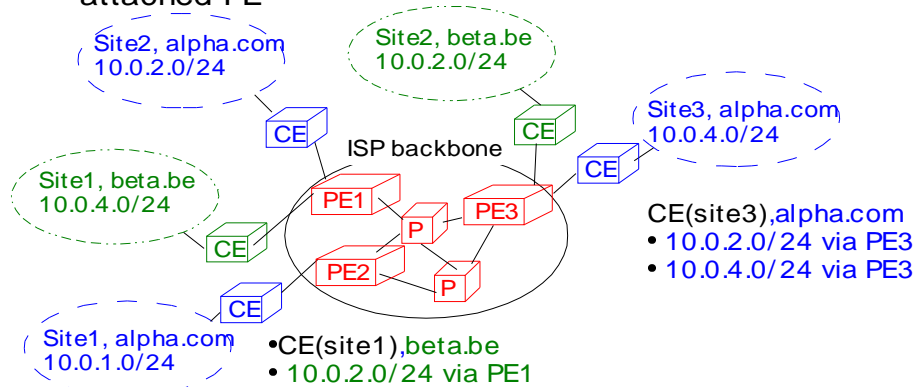 attached PE
Site2, alpha.com
10.0.2.0/24
Site2, beta.be
10.0.2.0/24
Site3, alpha.com
10.0.4.0/24
CE
CE
CE
ISP backbone
Site1, beta.be
10.0.4.0/24
PE1
PE3
P
CE
PE2
P
CE
CE(site3),alpha.com
• 10.0.2.0/24 via PE3
• 10.0.4.0/24 via PE3
Site1, alpha.com
10.0.1.0/24
•CE(site1),beta.be
• 10.0.2.0/24 via PE1